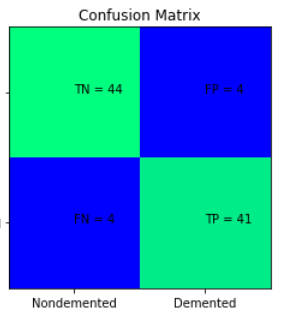 Confusion Matrix
TN = 44 FP = 4
FN = 4 TP = 41
Nondemented Demented